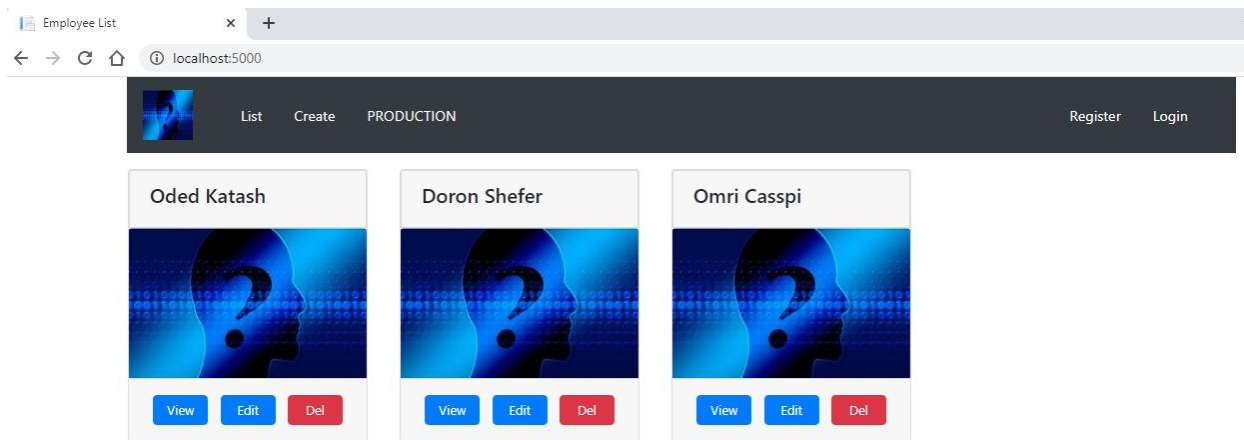 Employee List
localhost:5000
List Create PRODUCTION Register Login
Oded Katash Doron Shefer Omri Casspi
View Edit Del View Edit Del View Edit Del